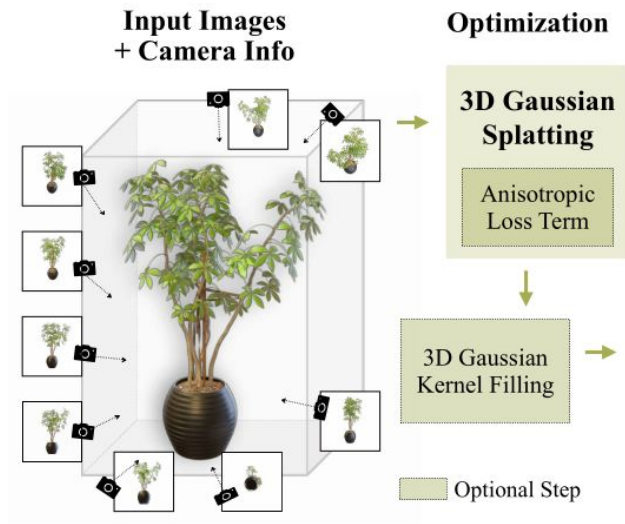 Input Images
+ Camera Info
Optimization
3D Gaussian
Splatting
Anisotropic
Loss Term
3D Gaussian
Kernel Filling
Optional Step